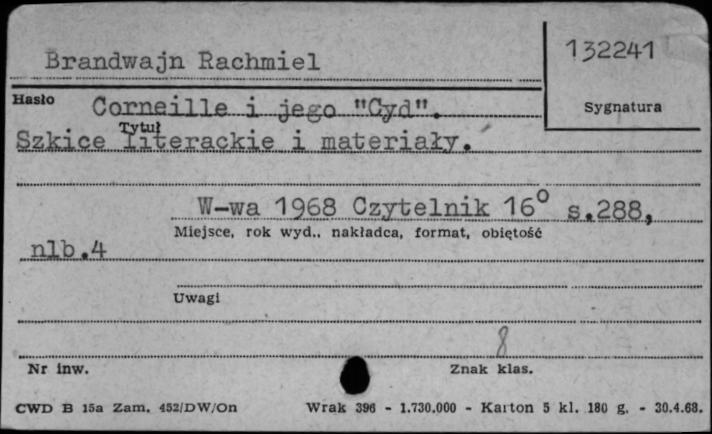 Brandwajn Rachmiel
132241
Hasło
Sygnatura
Corneille i jego "Cyd".
Tytuł
Szkice literackie i materiały.
W-wa 1968 Czytelnik 16° s.288,
Miejsce, rok wyd., nakładca, format, obiętość
nlb.4
Uwagi
8
Nr inw.
Znak klas.
CWD B 15a Zam. 452/DW/On Wrak 396 - 1.730.000 - Karton 5 kl. 180 g. - 30.4.68.